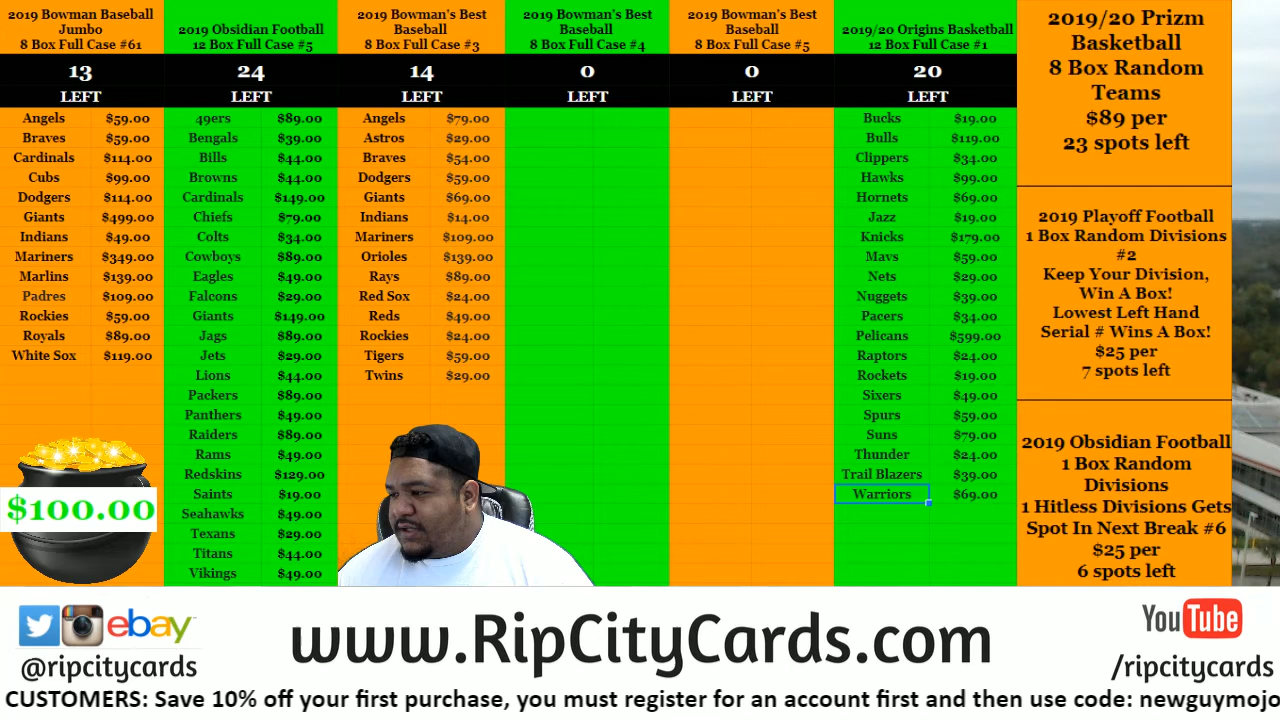 2019 Bowman Baseball
Jumbo
8 Box Full Case #61
13
LEFT
Angels $59.00
Braves $59.00
Cardinals $114.00
Cubs $99.00
Dodgers $114.00
Giants $499.00
Indians $49.00
Mariners $349.00
Marlins $139.00
Padres $109.00
Rockies $59.00
Royals $89.00
White Sox $119.00
$100.00
2019 Obsidian Football
12 Box Full Case #5
24
LEFT
49ers $89.00
Bengals $39.00
Bills $44.00
Browns $44.00
Cardinals $149.00
Chiefs $79.00
Colts $34.00
Cowboys $89.00
Eagles $49.00
Falcons $29.00
Giants $149.00
Jags $89.00
Jets $29.00
Lions $44.00
Packers $89.00
Panthers $49.00
Raiders $89.00
Rams $49.00
Redskins $129.00
Saints $19.00
Seahawks $49.00
Texans $29.00
Titans $44.00
Vikings $49.00
2019 Bowman's Best
Baseball
8 Box Full Case #3
14
LEFT
Angels $79.00
Astros $29.00
Braves $54.00
Dodgers $59.00
Giants $69.00
Indians $14.00
Mariners $109.00
Orioles $139.00
Rays $89.00
Red Sox $24.00
Reds $49.00
Rockies $24.00
Tigers $59.00
Twins $29.00
2019 Bowman's Best
Baseball
8 Box Full Case #4
0
LEFT
2019 Bowman's Best
Baseball
8 Box Full Case #5
0
LEFT
2019/20 Origins Basketball
12 Box Full Case #1
20
LEFT
Bucks $19.00
Bulls $119.00
Clippers $34.00
Hawks $99.00
Hornets $69.00
Jazz $19.00
Knicks $179.00
Mavs $59.00
Nets $29.00
Nuggets $39.00
Pacers $34.00
Pelicans $599.00
Raptors $24.00
Rockets $19.00
Sixers $49.00
Spurs $59.00
Suns $79.00
Thunder $24.00
Trail Blazers $39.00
Warriors $69.00
2019/20 Prizm
Basketball
8 Box Random
Teams
$89 per
23 spots left
2019 Playoff Football
1 Box Random Divisions
#2
Keep Your Division,
Win A Box!
Lowest Left Hand
Serial # Wins A Box!
$25 per
7 spots left
2019 Obsidian Football
1 Box Random
Divisions
1 Hitless Divisions Gets
Spot In Next Break #6
$25 per
6 spots left
ebay
@ripcitycards
www.RipCityCards.com
YouTube
/ripcitycards
CUSTOMERS: Save 10% off your first purchase, you must register for an account first and then use code: newguymojo